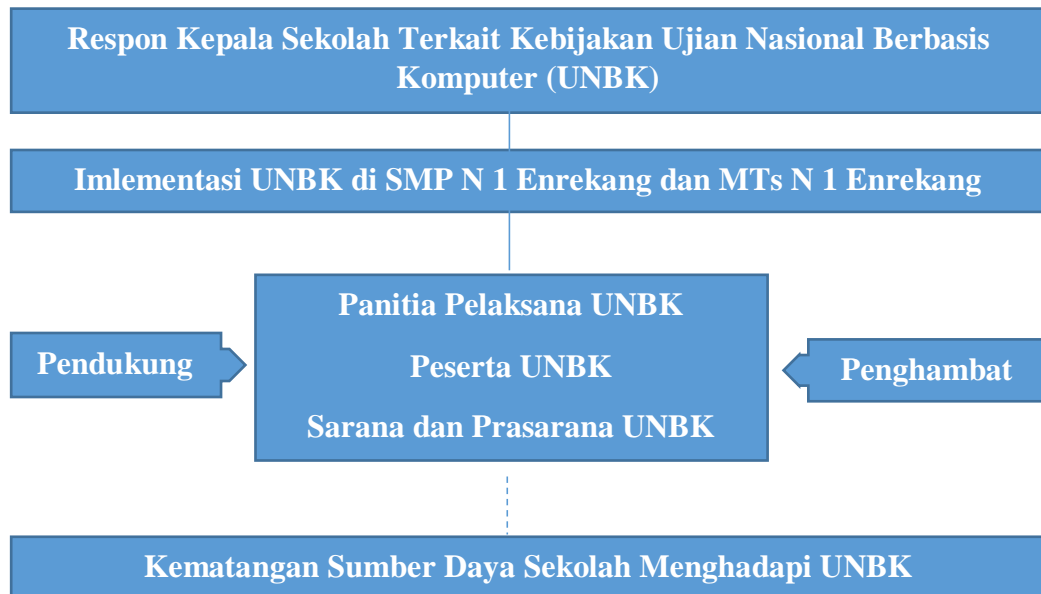 Respon Kepala Sekolah Terkait Kebijakan Ujian Nasional Berbasis
Komputer (UNBK)
Imlementasi UNBK di SMP N 1 Enrekang dan MTs N 1 Enrekang
Panitia Pelaksana UNBK
Pendukung
Peserta UNBK
Penghambat
Sarana dan Prasarana UNBK
Kematangan Sumber Daya Sekolah Menghadapi UNBK